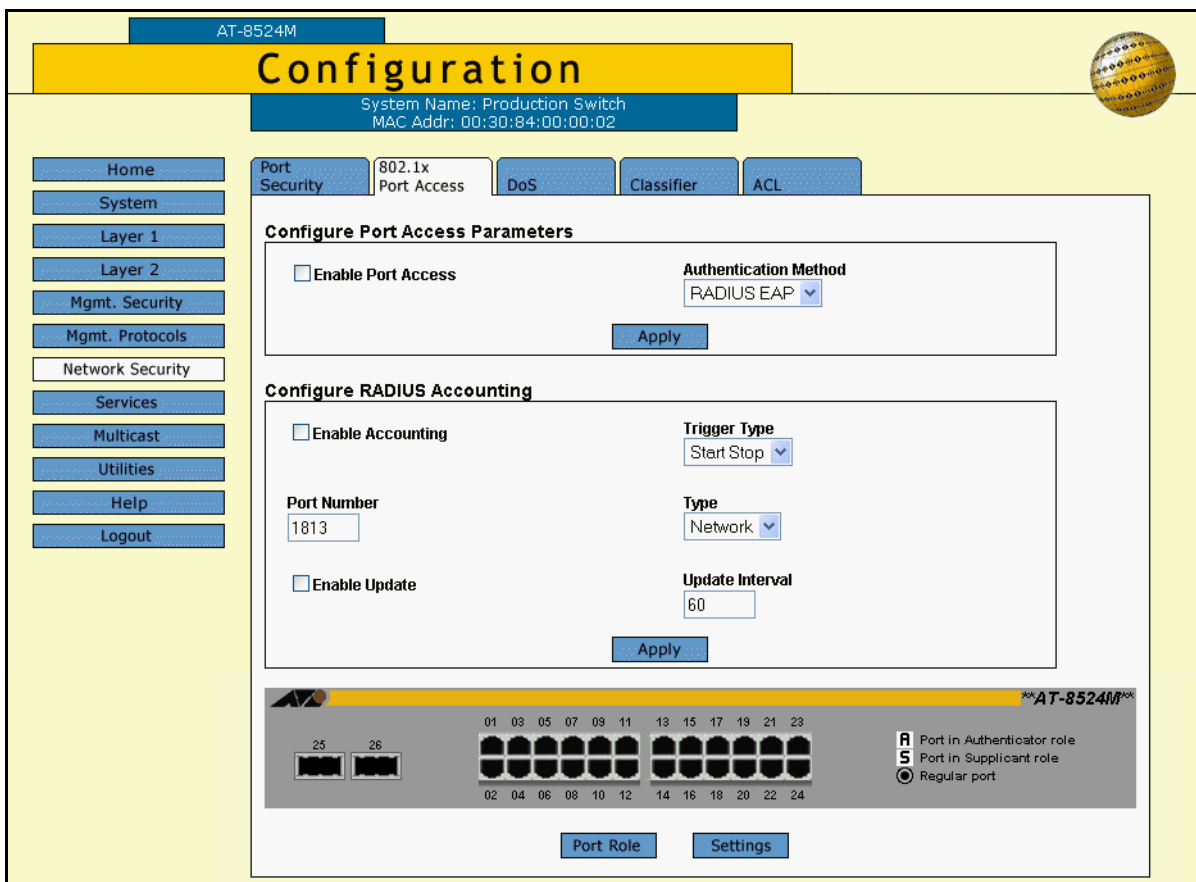 AT-8524M
Configuration
System Name: Production Switch
MAC Addr: 00:30:84:00:00:02
Home
System
Layer 1
Layer 2
Mgmt. Security
Mgmt. Protocols
Network Security
Services
Multicast
Utilities
Help
Logout
Port
Security
802.1x
Port Access
DoS
Classifier
ACL
Configure Port Access Parameters
Enable Port Access
Authentication Method
RADIUS EAP
Apply
Configure RADIUS Accounting
Enable Accounting
Trigger Type
Start Stop
Port Number
1813
Type
Network
Enable Update
Update Interval
60
Apply
**AT-8524M**
01 03 05 07 09 11 13 15 17 19 21 23
25 26
02 04 06 08 10 12 14 16 18 20 22 24
A Port in Authenticator role
S Port in Supplicant role
Regular port
Port Role
Settings